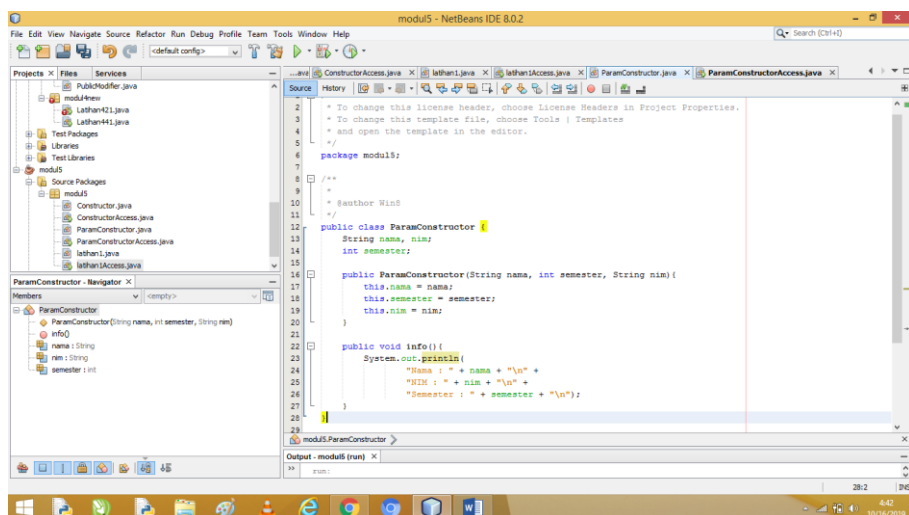 modul5 - NetBeans IDE 8.0.2
File Edit View Navigate Source Refactor Run Debug Profile Team Tools Window Help
Search (Ctrl+I)
<default config>
Projects × Files Services
PublicModifier.java
modul4new
Latihan421.java
Latihan441.java
Test Packages
Libraries
Test Libraries
modul5
Source Packages
modul5
Constructor.java
ConstructorAccess.java
ParamConstructor.java
ParamConstructorAccess.java
latihan1.java
latihan1Access.java
ParamConstructor - Navigator ×
Members <empty>
ParamConstructor
ParamConstructor(String nama, int semester, String nim)
info()
nama : String
nim : String
semester : int
...ava ConstructorAccess.java × latihan1.java × latihan1Access.java × ParamConstructor.java × ParamConstructorAccess.java ×
Source History
2 * To change this license header, choose License Headers in Project Properties.
3 * To change this template file, choose Tools | Templates
4 * and open the template in the editor.
5 */
6 package modul5;
7
8 /**
9 *
10 * @author Win8
11 */
12 public class ParamConstructor {
13 String nama, nim;
14 int semester;
15
16 public ParamConstructor(String nama, int semester, String nim){
17 this.nama = nama;
18 this.semester = semester;
19 this.nim = nim;
20 }
21
22 public void info(){
23 System.out.println(
24 "Nama : " + nama + "\n" +
25 "NIM : " + nim + "\n" +
26 "Semester : " + semester + "\n");
27 }
28 }
29
modul5.ParamConstructor
Output - modul5 (run) ×
run:
28:2 INS
4:42
10/16/2018